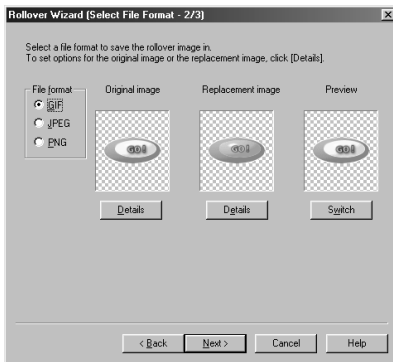 Rollover Wizard (Select File Format - 2/3)
Select a file format to save the rollover image in.
To set options for the original image or the replacement image, click [Details].
File format
GIF
JPEG
PNG
Original image
Replacement image
Preview
GO!
GO!
GO!
Details
Details
Switch
< Back
Next >
Cancel
Help